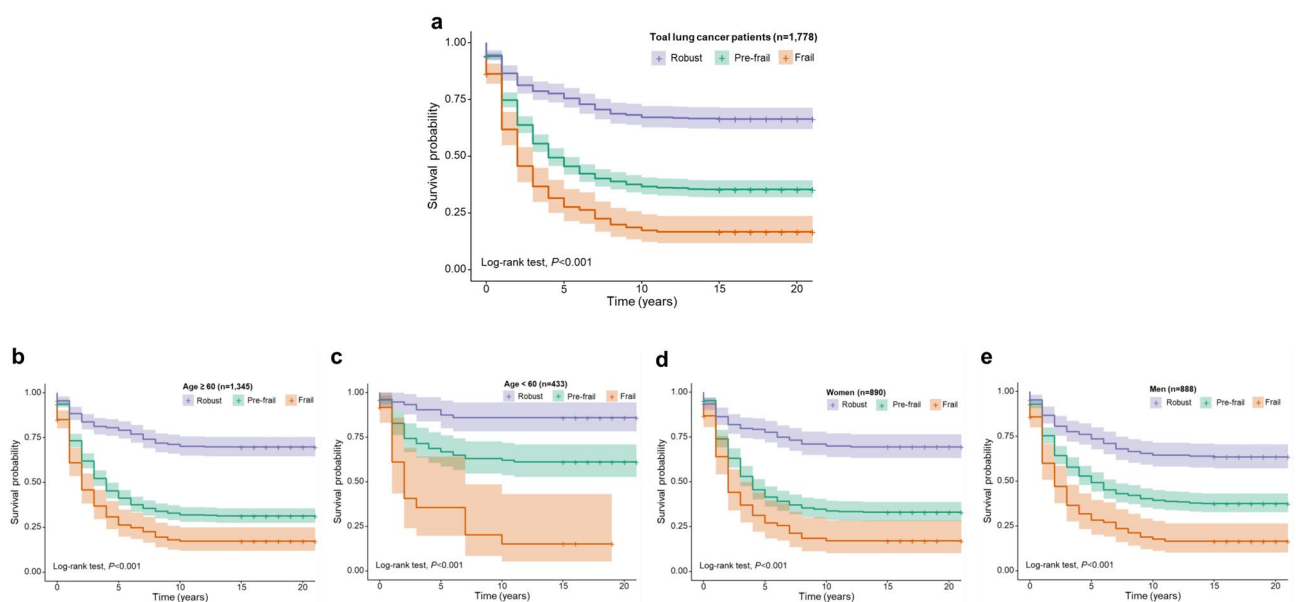 a
Toal lung cancer patients (n=1,778)
Robust Pre-frail Frail
1.00
0.75
0.50
0.25
0.00
Survival probability
Log-rank test, P<0.001
0 5 10 15 20
Time (years)
b
Age ≥ 60 (n=1,345)
Robust Pre-frail Frail
1.00
0.75
0.50
0.25
0.00
Survival probability
Log-rank test, P<0.001
0 5 10 15 20
Time (years)
c
Age < 60 (n=433)
Robust Pre-frail Frail
1.00
0.75
0.50
0.25
0.00
Survival probability
Log-rank test, P<0.001
0 5 10 15 20
Time (years)
d
Women (n=890)
Robust Pre-frail Frail
1.00
0.75
0.50
0.25
0.00
Survival probability
Log-rank test, P<0.001
0 5 10 15 20
Time (years)
e
Men (n=888)
Robust Pre-frail Frail
1.00
0.75
0.50
0.25
0.00
Survival probability
Log-rank test, P<0.001
0 5 10 15 20
Time (years)